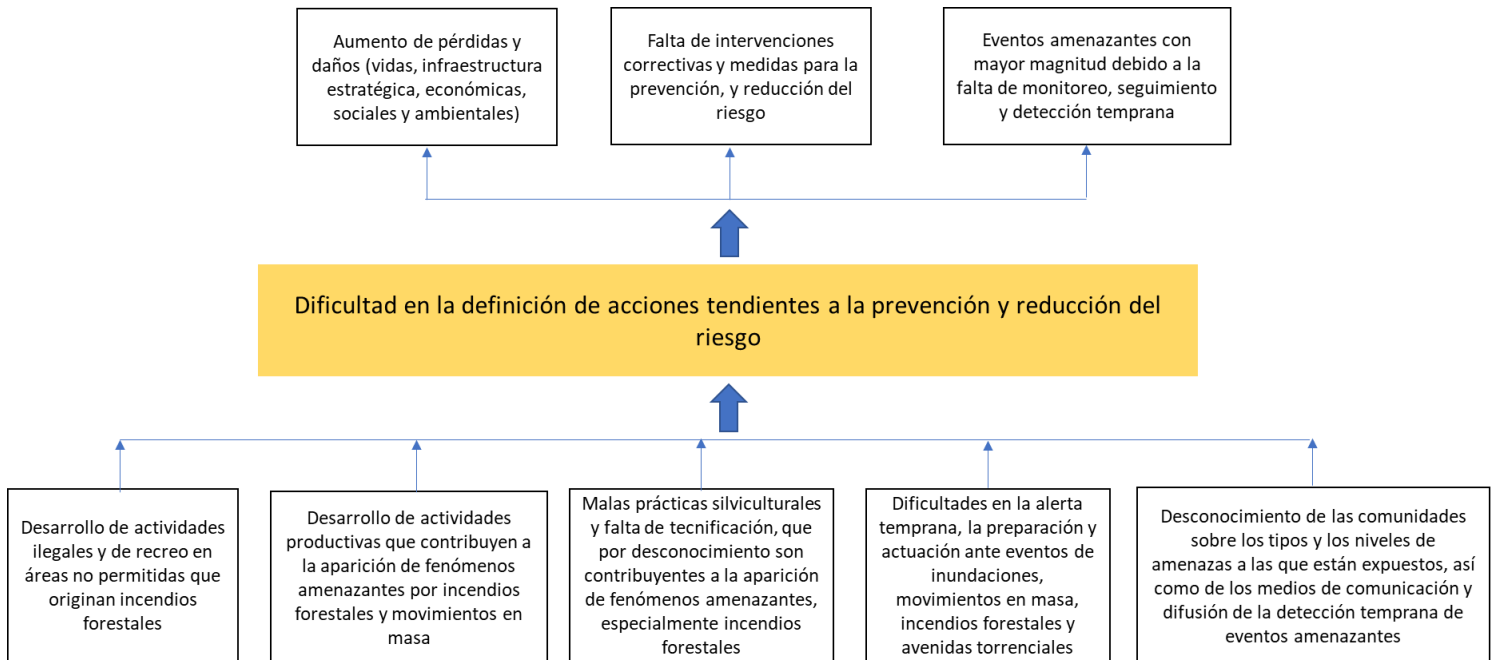 Aumento de pérdidas y
daños (vidas, infraestructura
estratégica, económicas,
sociales y ambientales)
Falta de intervenciones
correctivas y medidas para la
prevención, y reducción del
riesgo
Eventos amenazantes con
mayor magnitud debido a la
falta de monitoreo, seguimiento
y detección temprana
Dificultad en la definición de acciones tendientes a la prevención y reducción del
riesgo
Desarrollo de actividades
ilegales y de recreo en
áreas no permitidas que
originan incendios
forestales
Desarrollo de actividades
productivas que contribuyen a
la aparición de fenómenos
amenazantes por incendios
forestales y movimientos en
masa
Malas prácticas silviculturales
y falta de tecnificación, que
por desconocimiento son
contribuyentes a la aparición
de fenómenos amenazantes,
especialmente incendios
forestales
Dificultades en la alerta
temprana, la preparación y
actuación ante eventos de
inundaciones,
movimientos en masa,
incendios forestales y
avenidas torrenciales
Desconocimiento de las comunidades
sobre los tipos y los niveles de
amenazas a las que están expuestos, así
como de los medios de comunicación y
difusión de la detección temprana de
eventos amenazantes